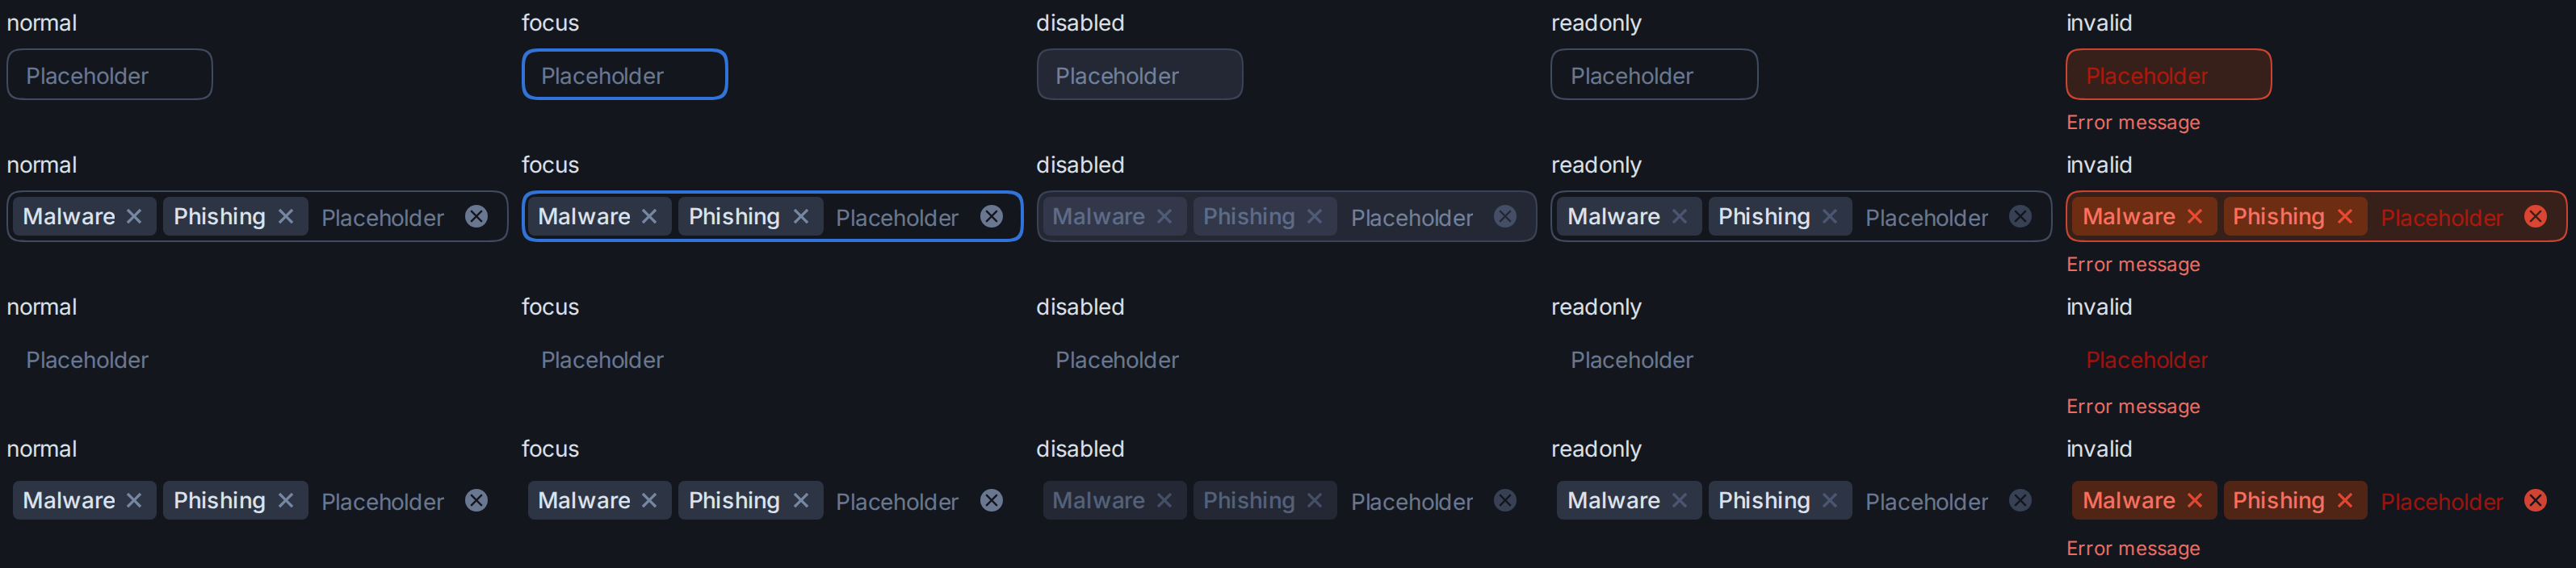 normal focus disabled readonly invalid
Placeholder Placeholder Placeholder Placeholder Placeholder
Error message
normal focus disabled readonly invalid
Malware Phishing Placeholder Malware Phishing Placeholder Malware Phishing Placeholder Malware Phishing Placeholder Malware Phishing Placeholder
Error message
normal focus disabled readonly invalid
Placeholder Placeholder Placeholder Placeholder Placeholder
Error message
normal focus disabled readonly invalid
Malware Phishing Placeholder Malware Phishing Placeholder Malware Phishing Placeholder Malware Phishing Placeholder Malware Phishing Placeholder
Error message